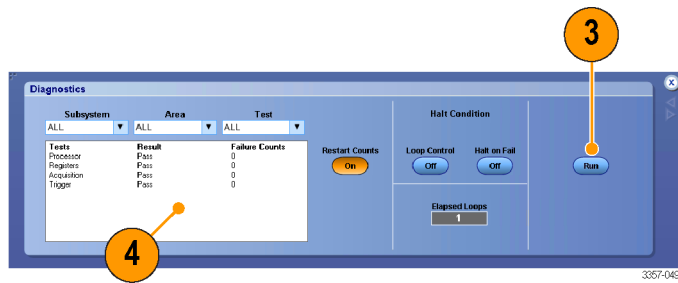 3
Diagnostics
X
Subsystem Area Test
ALL ALL ALL
Halt Condition
Tests Result Failure Counts
Processor Pass 0
Registers Pass 0
Acquisition Pass 0
Trigger Pass 0
Restart Counts
On
Loop Control Halt on Fail
Off Off
Run
Elapsed Loops
1
4
3357-049